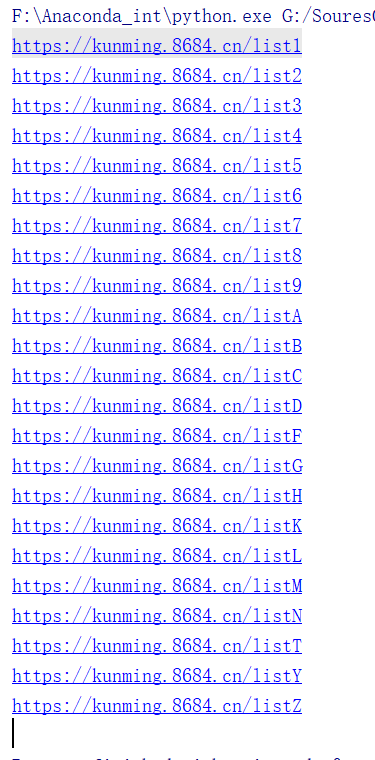 F:\Anaconda_int\python.exe G:/Soures
https://kunming.8684.cn/list1
https://kunming.8684.cn/list2
https://kunming.8684.cn/list3
https://kunming.8684.cn/list4
https://kunming.8684.cn/list5
https://kunming.8684.cn/list6
https://kunming.8684.cn/list7
https://kunming.8684.cn/list8
https://kunming.8684.cn/list9
https://kunming.8684.cn/listA
https://kunming.8684.cn/listB
https://kunming.8684.cn/listC
https://kunming.8684.cn/listD
https://kunming.8684.cn/listF
https://kunming.8684.cn/listG
https://kunming.8684.cn/listH
https://kunming.8684.cn/listK
https://kunming.8684.cn/listL
https://kunming.8684.cn/listM
https://kunming.8684.cn/listN
https://kunming.8684.cn/listT
https://kunming.8684.cn/listY
https://kunming.8684.cn/listZ